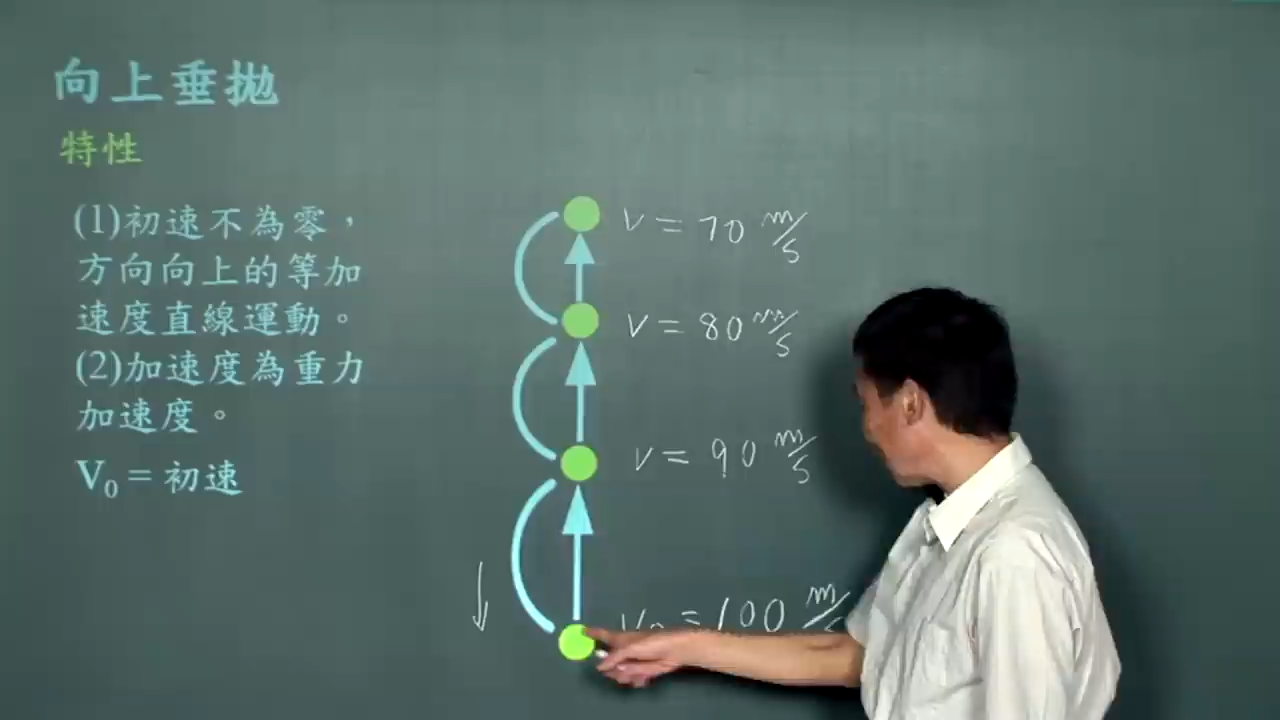 向上垂拋
特性
(1)初速不為零，
方向向上的等加
速度直線運動。
(2)加速度為重力
加速度。
V₀ = 初速
v = 70 m/s
v = 80 m/s
v = 90 m/s
v₀ = 100 m/s